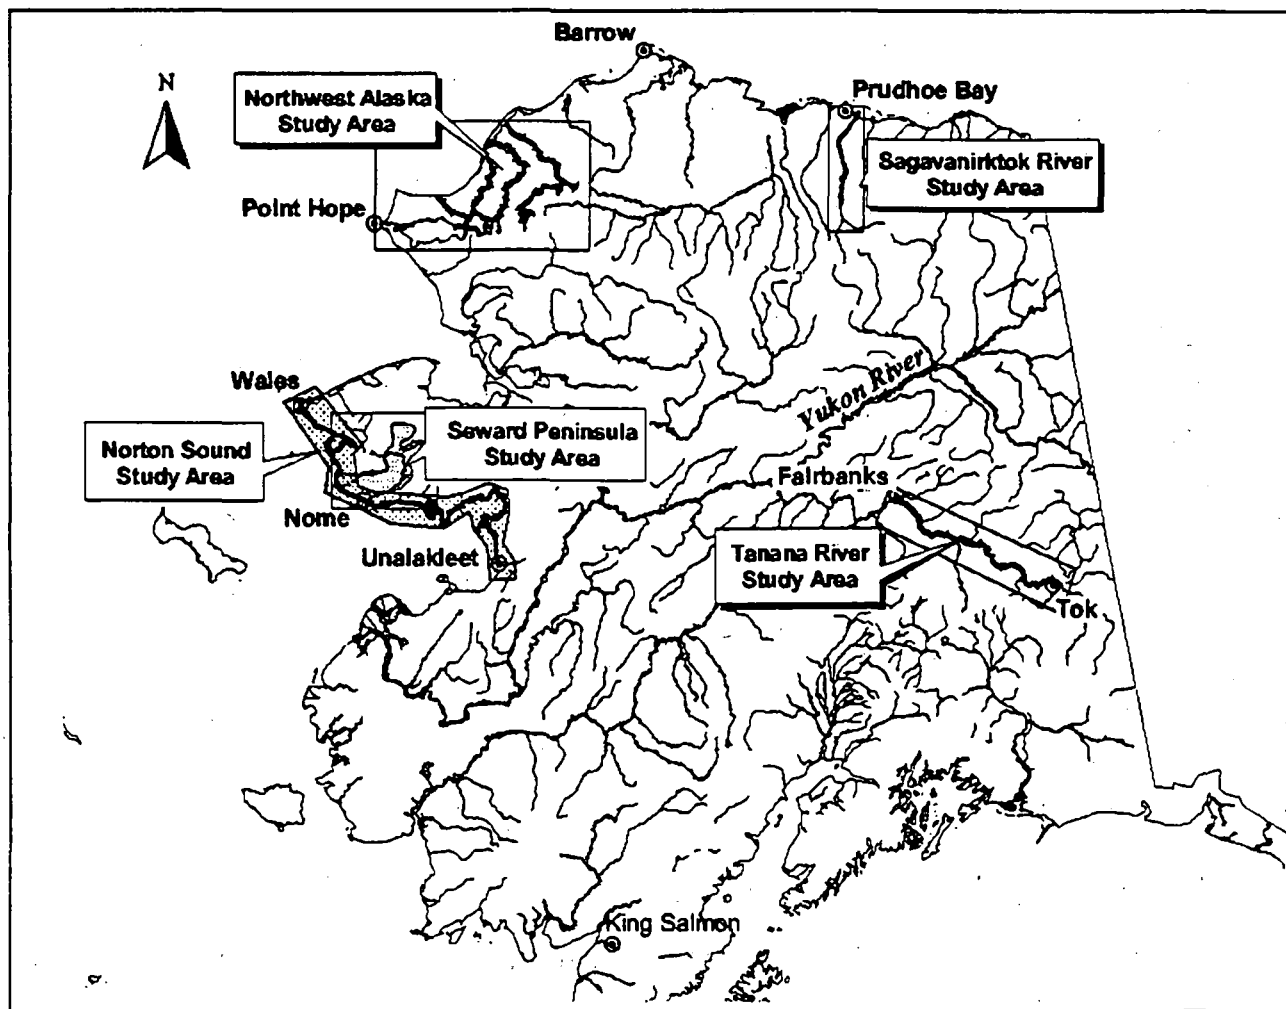 Barrow
N
Northwest Alaska
Study Area
Prudhoe Bay
Sagavanirktok River
Study Area
Point Hope
Yukon River
Wales
Seward Peninsula
Study Area
Norton Sound
Study Area
Fairbanks
Nome
Unalakleet
Tanana River
Study Area
Tok
King Salmon